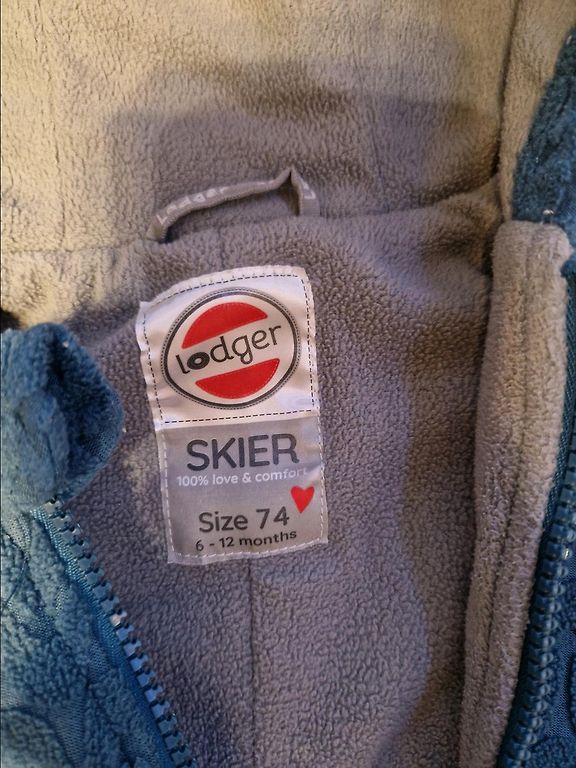 lodger
SKIER
100% love & comfort
Size 74
6 - 12 months